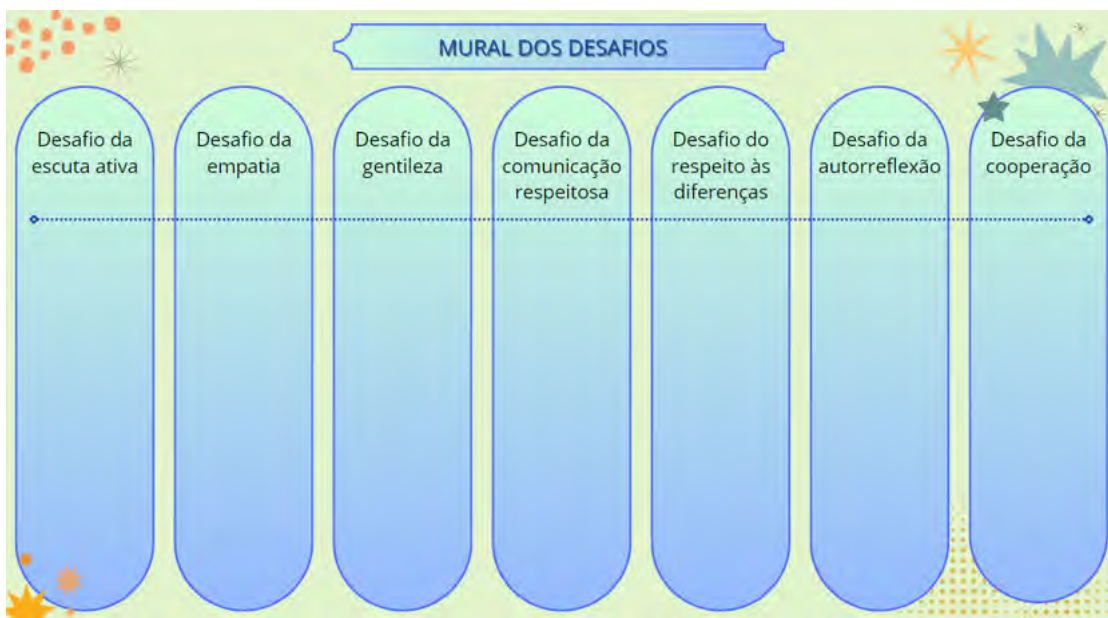 MURAL DOS DESAFIOS
Desafio da
escuta ativa
Desafio da
empatia
Desafio da
gentileza
Desafio da
comunicação
respeitosa
Desafio do
respeito às
diferenças
Desafio da
autorreflexão
Desafio da
cooperação